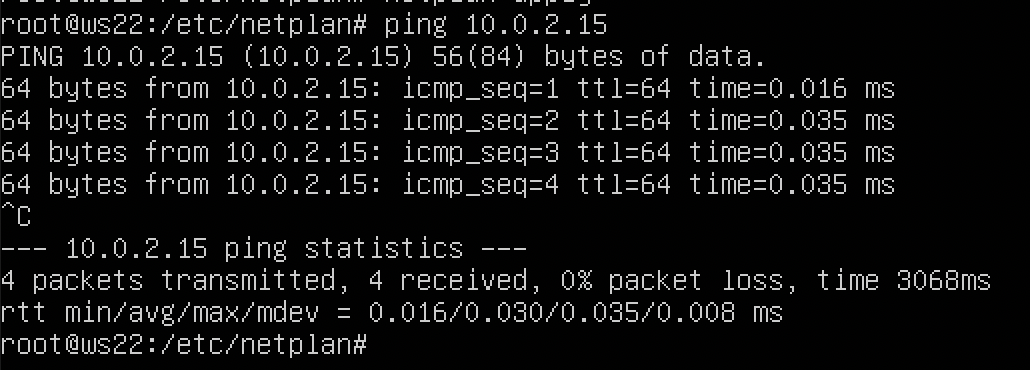 root@ws22:/etc/netplan# ping 10.0.2.15
PING 10.0.2.15 (10.0.2.15) 56(84) bytes of data.
64 bytes from 10.0.2.15: icmp_seq=1 ttl=64 time=0.016 ms
64 bytes from 10.0.2.15: icmp_seq=2 ttl=64 time=0.035 ms
64 bytes from 10.0.2.15: icmp_seq=3 ttl=64 time=0.035 ms
64 bytes from 10.0.2.15: icmp_seq=4 ttl=64 time=0.035 ms
^C
--- 10.0.2.15 ping statistics ---
4 packets transmitted, 4 received, 0% packet loss, time 3068ms
rtt min/avg/max/mdev = 0.016/0.030/0.035/0.008 ms
root@ws22:/etc/netplan#